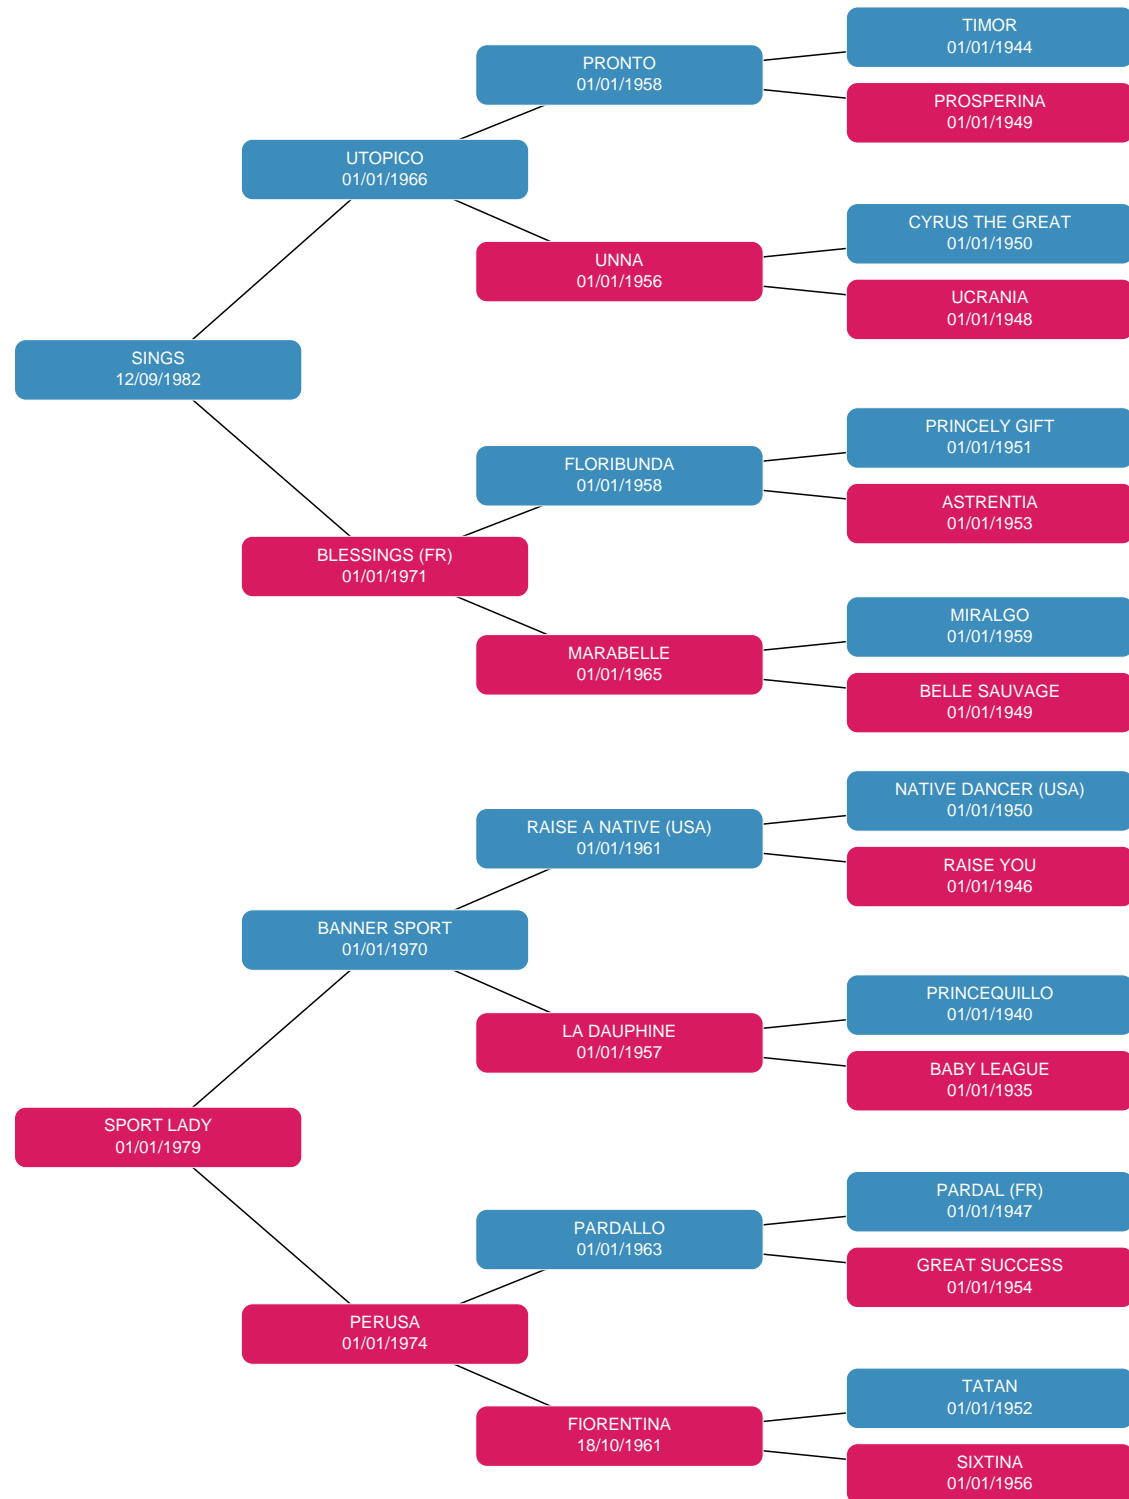 TIMOR
01/01/1944
PRONTO
01/01/1958
PROSPERINA
01/01/1949
UTOPICO
01/01/1966
CYRUS THE GREAT
01/01/1950
UNNA
01/01/1956
UCRANIA
01/01/1948
SINGS
12/09/1982
PRINCELY GIFT
01/01/1951
FLORIBUNDA
01/01/1958
ASTRENTIA
01/01/1953
BLESSINGS (FR)
01/01/1971
MIRALGO
01/01/1959
MARABELLE
01/01/1965
BELLE SAUVAGE
01/01/1949
NATIVE DANCER (USA)
01/01/1950
RAISE A NATIVE (USA)
01/01/1961
RAISE YOU
01/01/1946
BANNER SPORT
01/01/1970
PRINCEQUILLO
01/01/1940
LA DAUPHINE
01/01/1957
BABY LEAGUE
01/01/1935
SPORT LADY
01/01/1979
PARDAL (FR)
01/01/1947
PARDALLO
01/01/1963
GREAT SUCCESS
01/01/1954
PERUSA
01/01/1974
TATAN
01/01/1952
FIORENTINA
18/10/1961
SIXTINA
01/01/1956